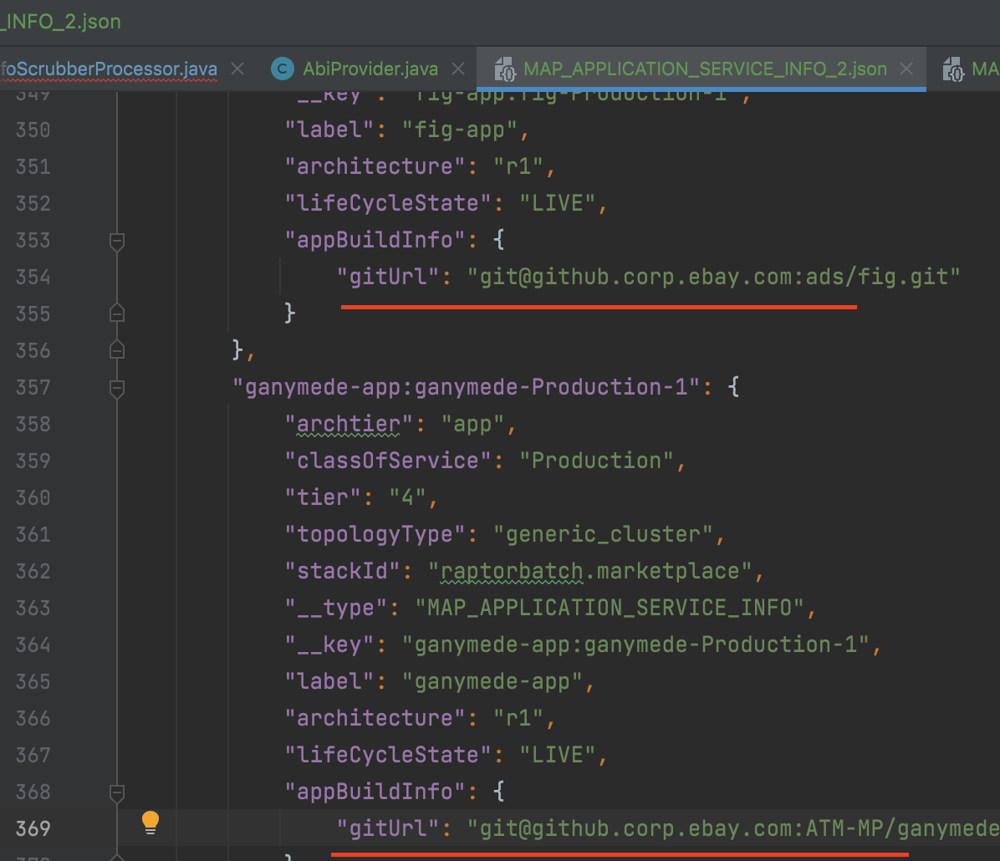 _INFO_2.json
foScrubberProcessor.java
AbiProvider.java
MAP_APPLICATION_SERVICE_INFO_2.json
MA
349 "__key": "fig-app:fig-Production-1",
350 "label": "fig-app",
351 "architecture": "r1",
352 "lifeCycleState": "LIVE",
353 "appBuildInfo": {
354 "gitUrl": "git@github.corp.ebay.com:ads/fig.git"
355 }
356 },
357 "ganymede-app:ganymede-Production-1": {
358 "archtier": "app",
359 "classOfService": "Production",
360 "tier": "4",
361 "topologyType": "generic_cluster",
362 "stackId": "raptorbatch.marketplace",
363 "__type": "MAP_APPLICATION_SERVICE_INFO",
364 "__key": "ganymede-app:ganymede-Production-1",
365 "label": "ganymede-app",
366 "architecture": "r1",
367 "lifeCycleState": "LIVE",
368 "appBuildInfo": {
369 "gitUrl": "git@github.corp.ebay.com:ATM-MP/ganymede
370 }